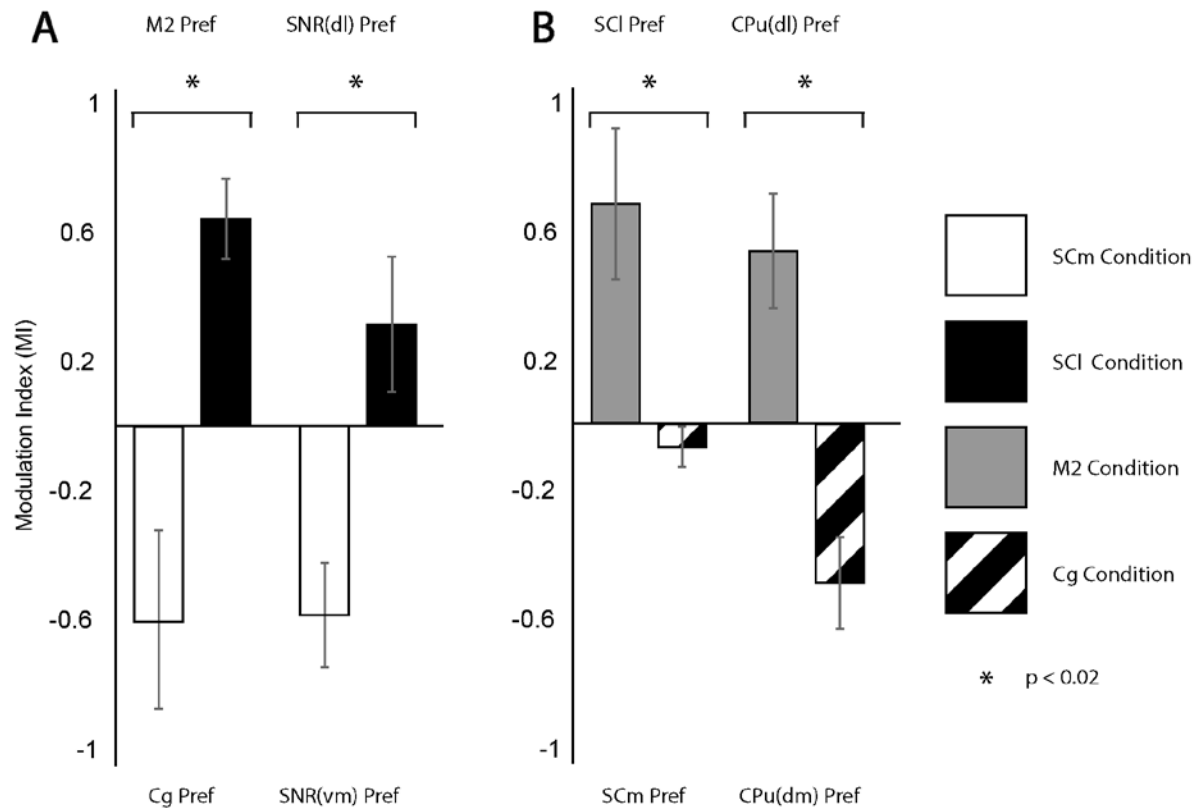 A
M2 Pref
SNR(dl) Pref
*
*
1
0.6
0.2
-0.2
-0.6
-1
Modulation Index (MI)
Cg Pref
SNR(vm) Pref
B
SCl Pref
CPu(dl) Pref
*
*
1
0.6
0.2
-0.2
-0.6
-1
SCm Pref
CPu(dm) Pref
SCm Condition
SCl Condition
M2 Condition
Cg Condition
* p < 0.02